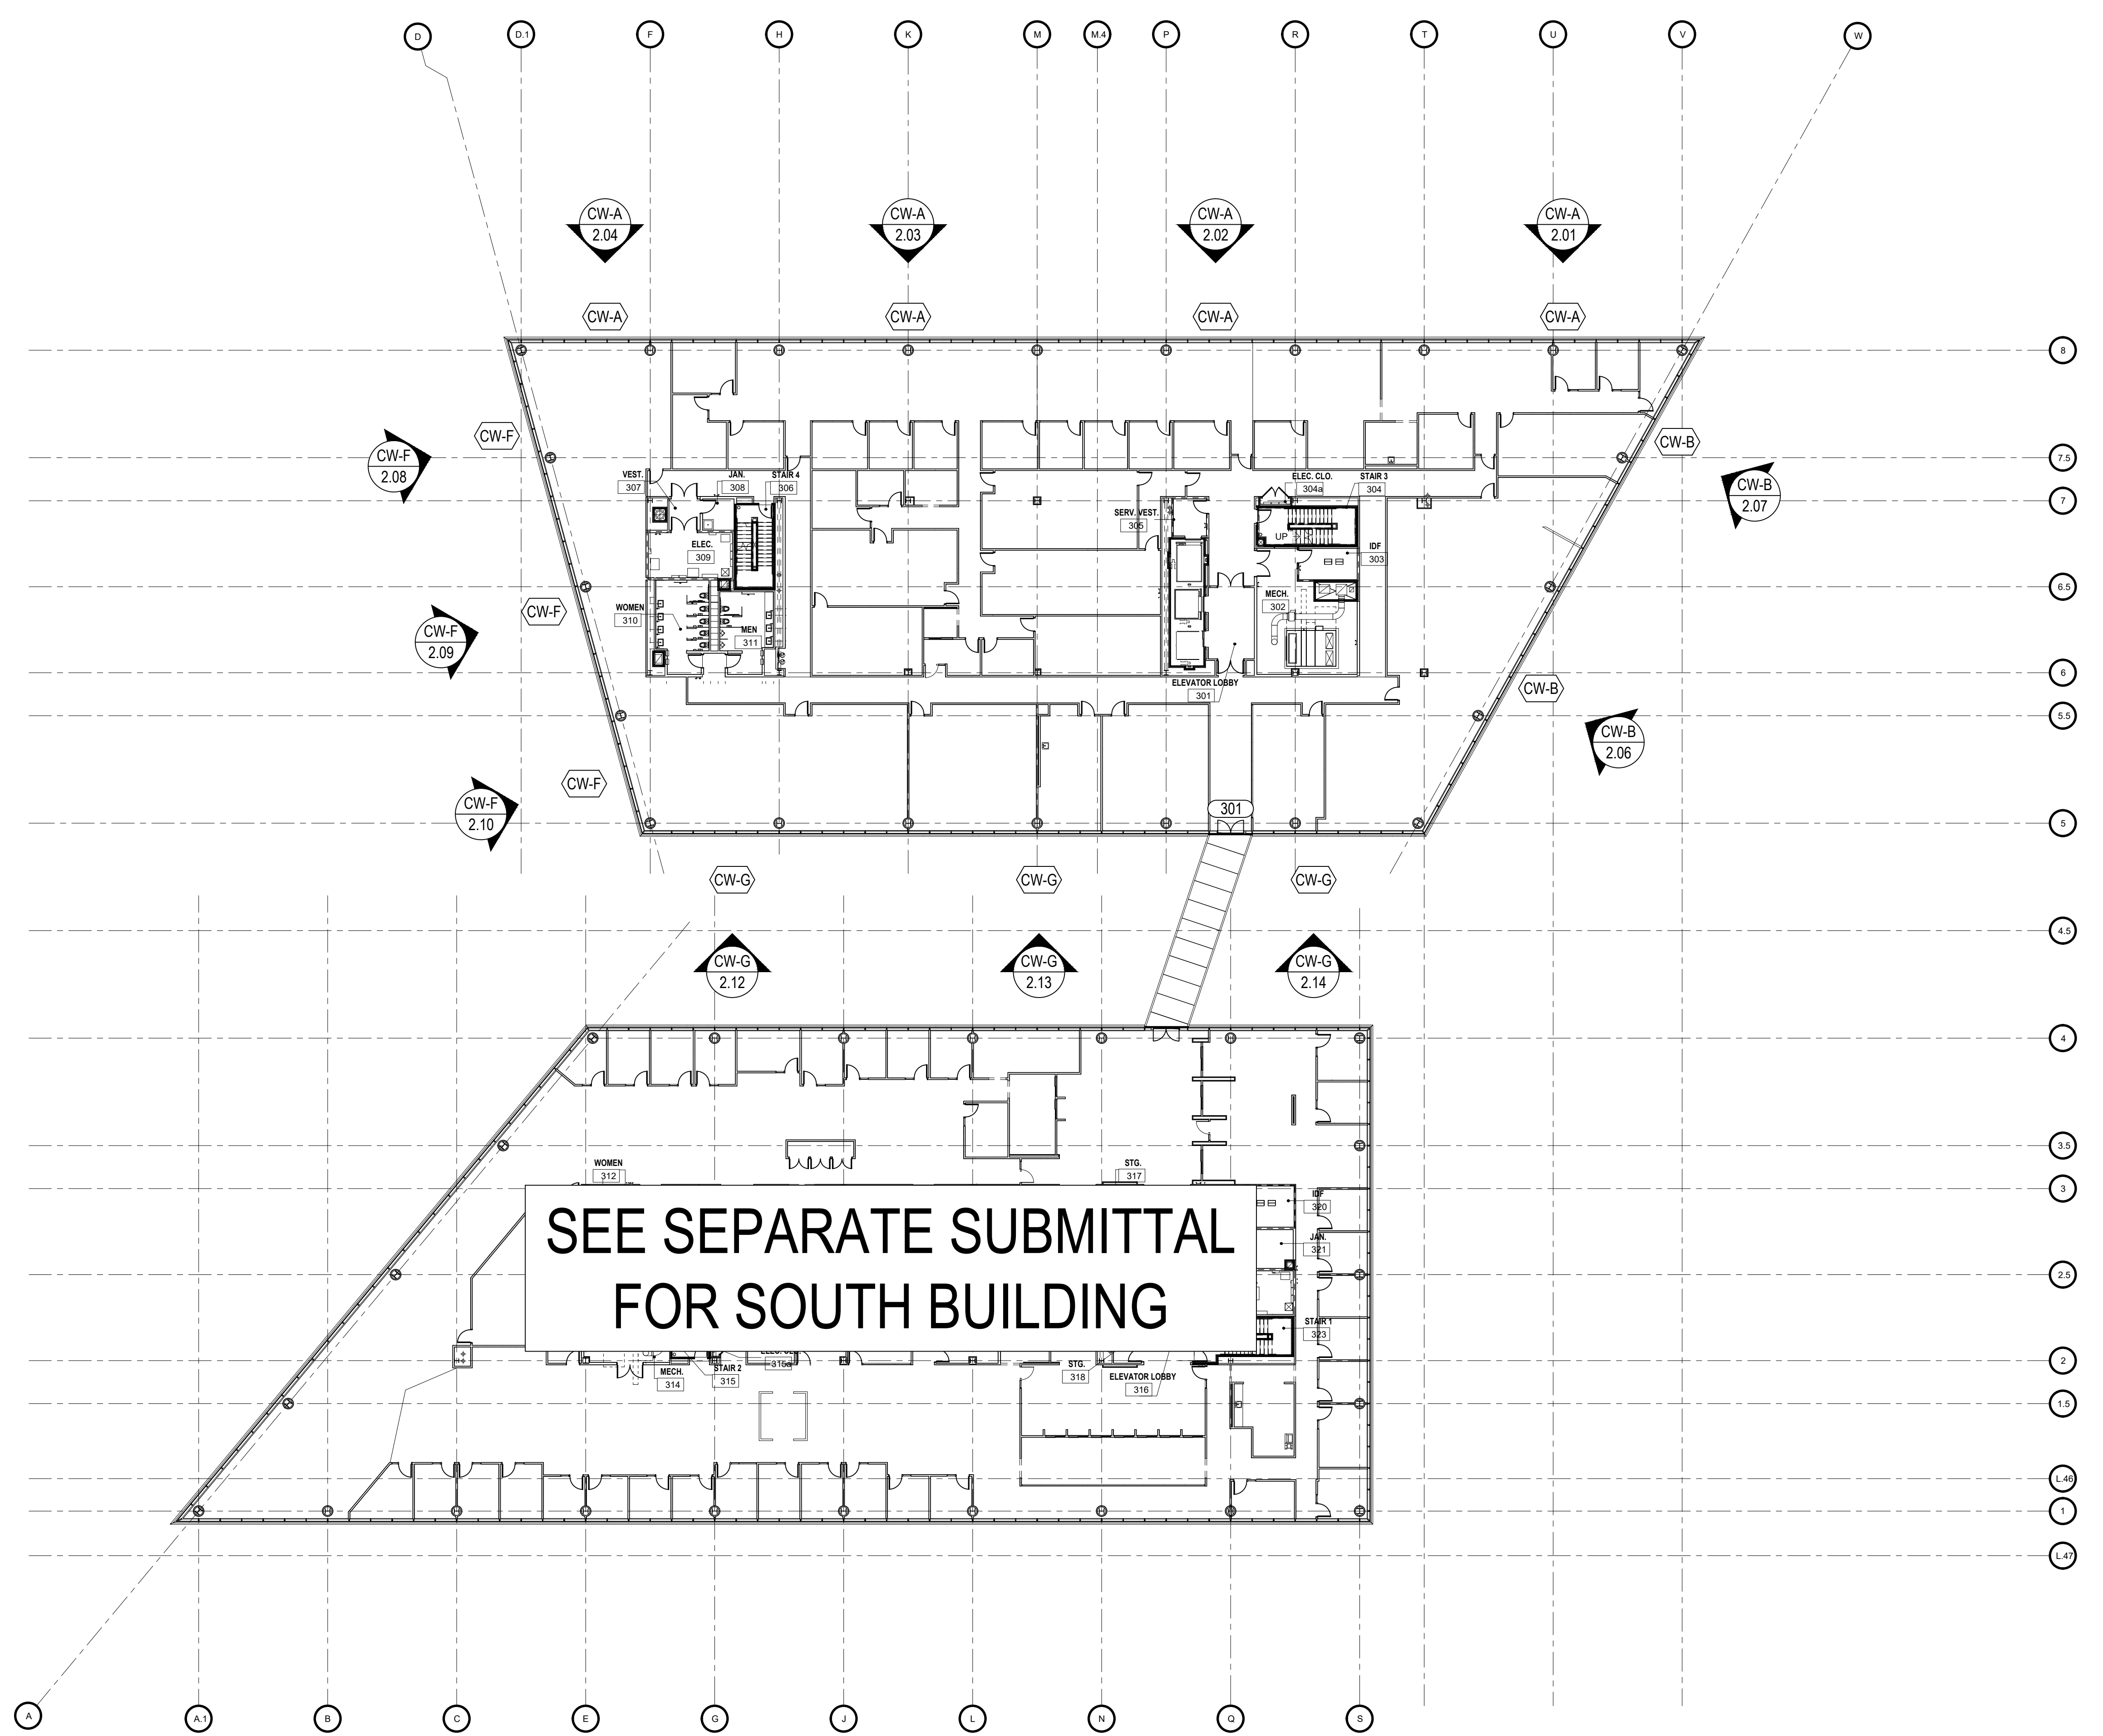 D D.1 F H K M M.4 P R T U V W
CW-A CW-A CW-A CW-A
2.04 2.03 2.02 2.01
CW-A CW-A CW-A CW-A
8
CW-F CW-B
CW-F
2.08
7.5
VEST. JAN. STAIR 4 ELEC. CLO. STAIR 3
307 308 306 304a 304
CW-B
2.07
7
SERV. VEST.
305
UP
ELEC. IDF
309 303
6.5
CW-F
WOMEN MECH.
310 302
MEN
311
CW-F
2.09
6
ELEVATOR LOBBY
301
CW-B
5.5
CW-B
2.06
CW-F
CW-F
2.10
301
5
CW-G CW-G CW-G
4.5
CW-G CW-G CW-G
2.12 2.13 2.14
4
3.5
WOMEN STG.
312 317
3
IDF
320
SEE SEPARATE SUBMITTAL
JAN.
321
2.5
FOR SOUTH BUILDING
STAIR 1
323
315a
2
STAIR 2 STG.
315 318
MECH. ELEVATOR LOBBY
314 316
1.5
L.46
1
L.47
A A.1 B C E G J L N Q S